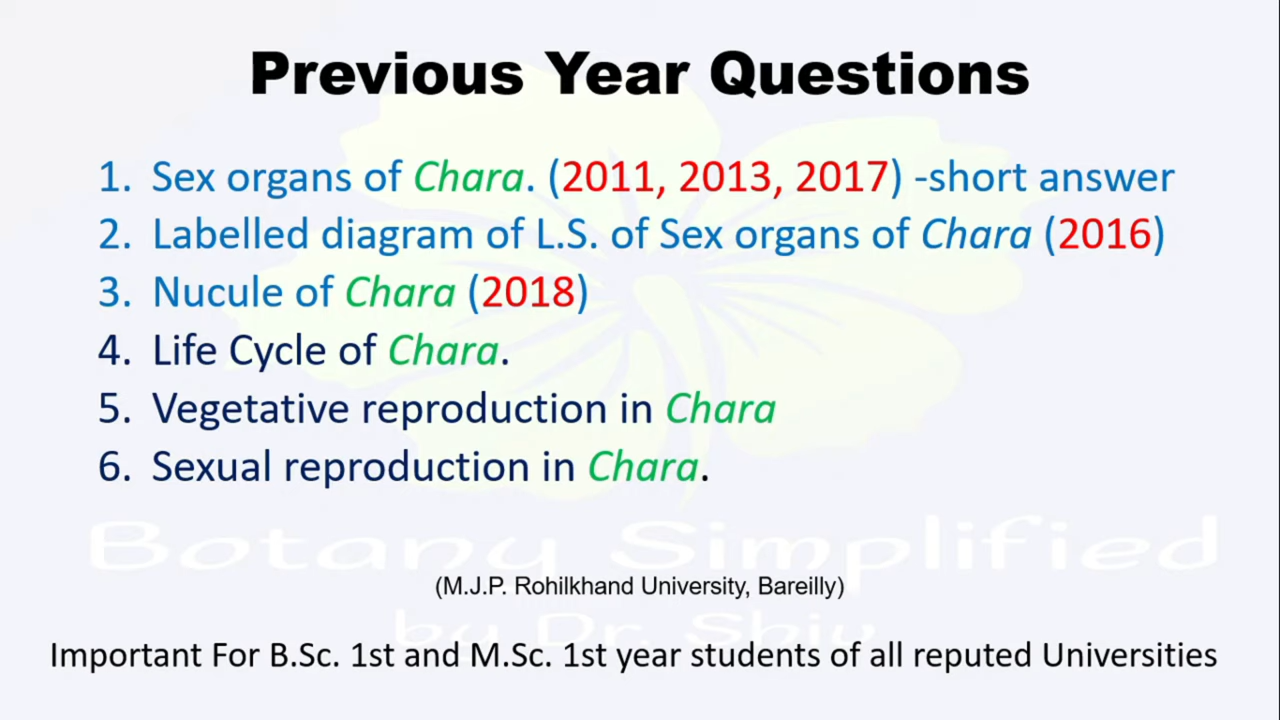 Previous Year Questions
1. Sex organs of Chara. (2011, 2013, 2017) -short answer
2. Labelled diagram of L.S. of Sex organs of Chara (2016)
3. Nucule of Chara (2018)
4. Life Cycle of Chara.
5. Vegetative reproduction in Chara
6. Sexual reproduction in Chara.
Botany Simplified
(M.J.P. Rohilkhand University, Bareilly)
by Dr. Shiv
Important For B.Sc. 1st and M.Sc. 1st year students of all reputed Universities